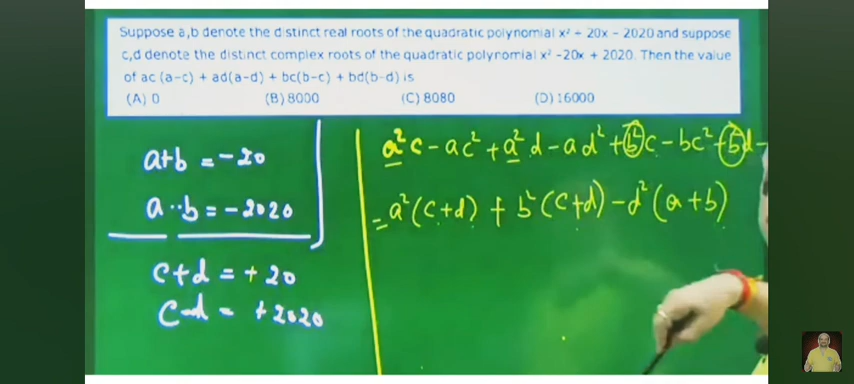 Suppose a,b denote the distinct real roots of the quadratic polynomial x² + 20x - 2020 and suppose
c,d denote the distinct complex roots of the quadratic polynomial x² -20x + 2020. Then the value
of ac (a-c) + ad(a-d) + bc(b-c) + bd(b-d) is
(A) 0 (B) 8000 (C) 8080 (D) 16000
a+b = -20
a··b = -2020
c+d = +20
c-d = +2020
a²c - ac² + a²d - ad² + b²c - bc² + b²d -
= a²(c+d) + b²(c+d) - d²(a+b)